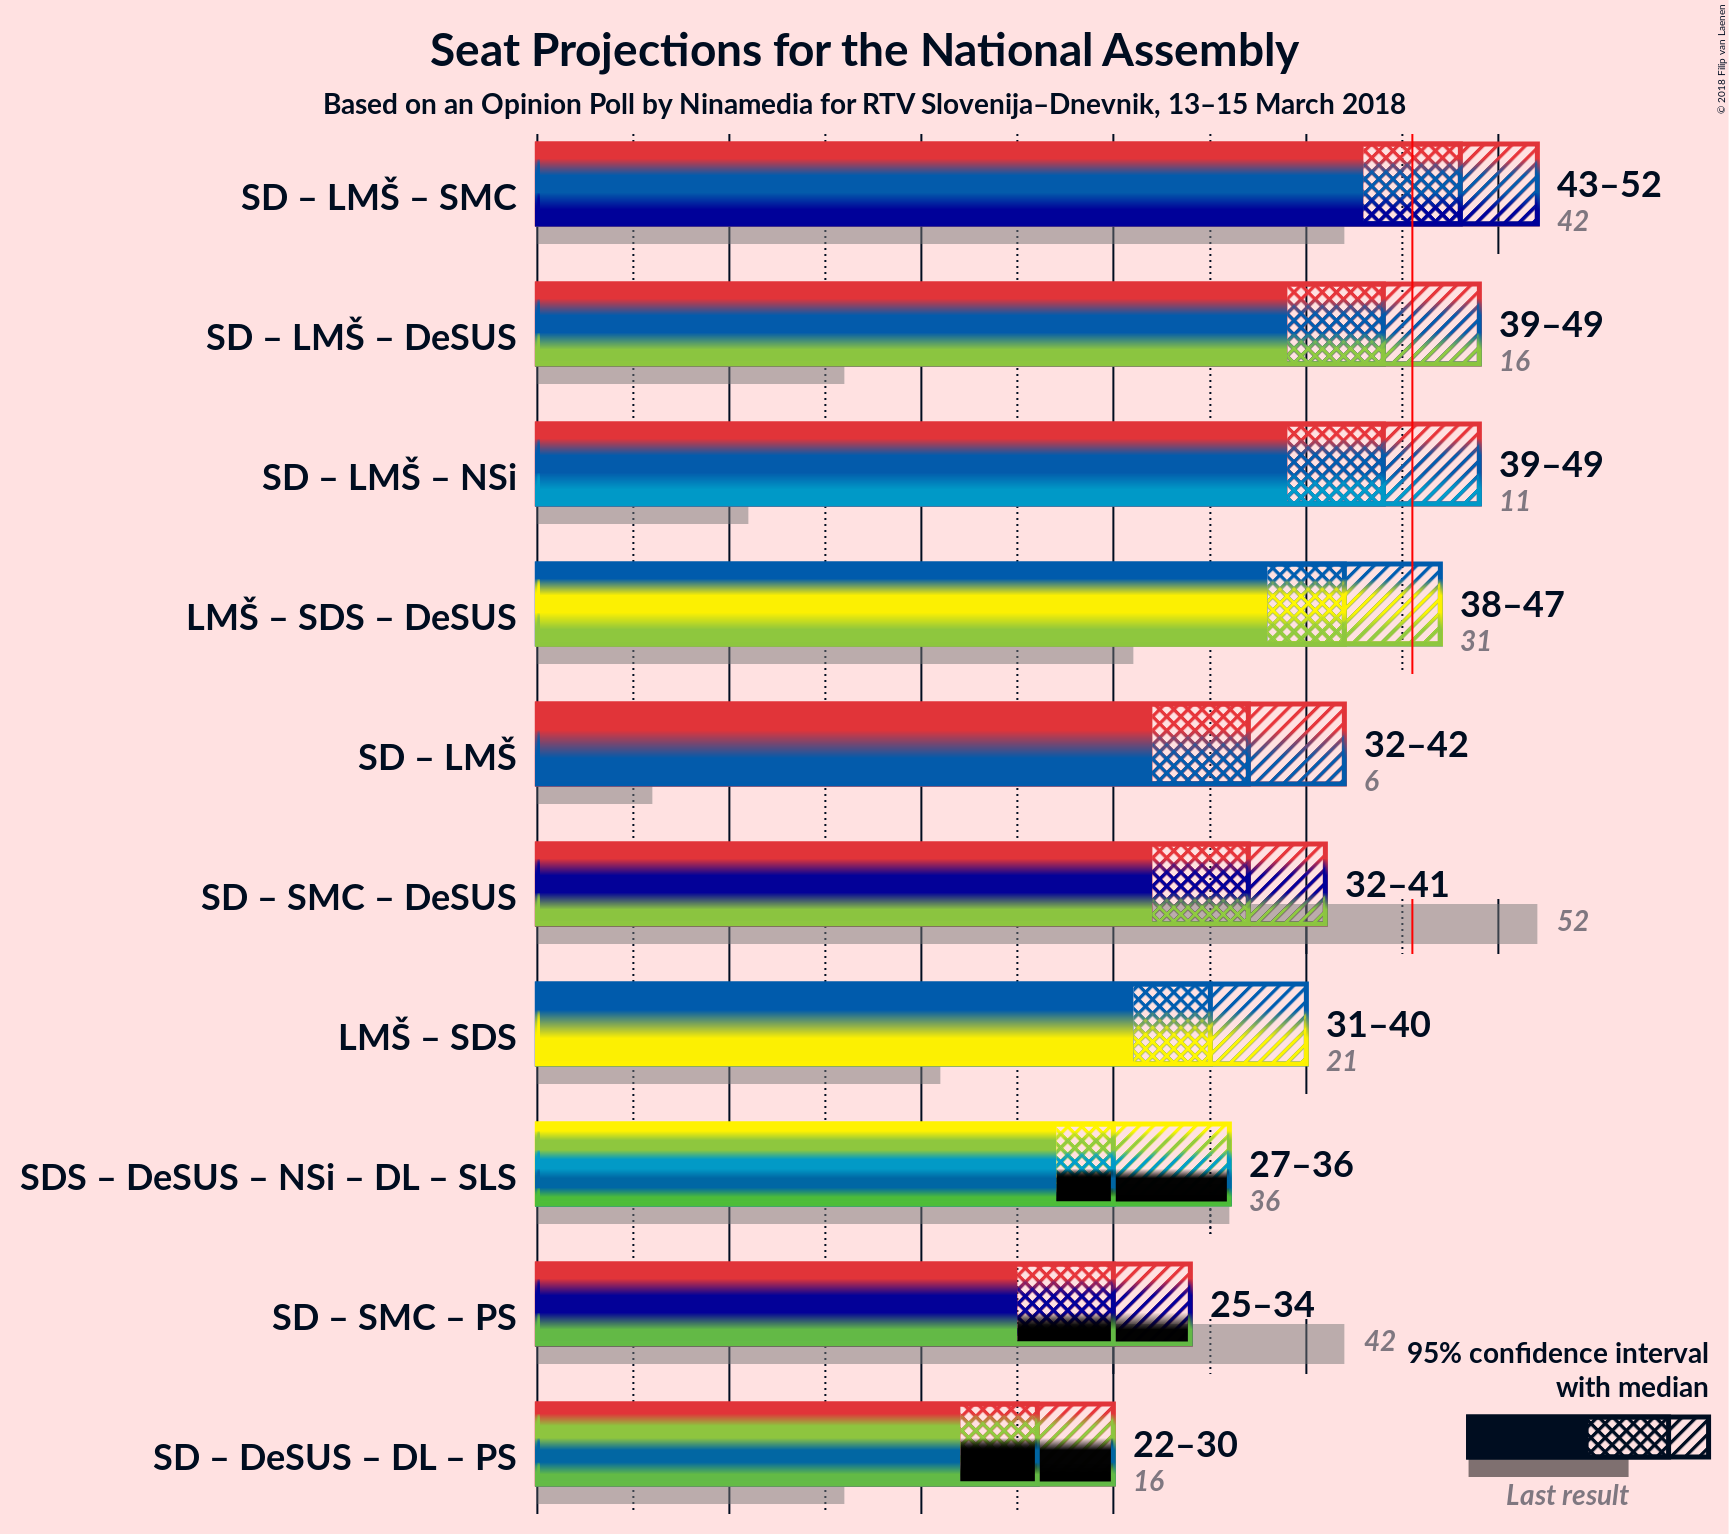 Seat Projections for the National Assembly
Based on an Opinion Poll by Ninamedia for RTV Slovenija–Dnevnik, 13–15 March 2018
© 2018 Filip van Laenen
SD – LMŠ – SMC
43–52
42
SD – LMŠ – DeSUS
39–49
16
SD – LMŠ – NSi
39–49
11
LMŠ – SDS – DeSUS
38–47
31
SD – LMŠ
32–42
6
SD – SMC – DeSUS
32–41
52
LMŠ – SDS
31–40
21
SDS – DeSUS – NSi – DL – SLS
27–36
36
SD – SMC – PS
25–34
42
SD – DeSUS – DL – PS
22–30
16
95% confidence interval
with median
Last result